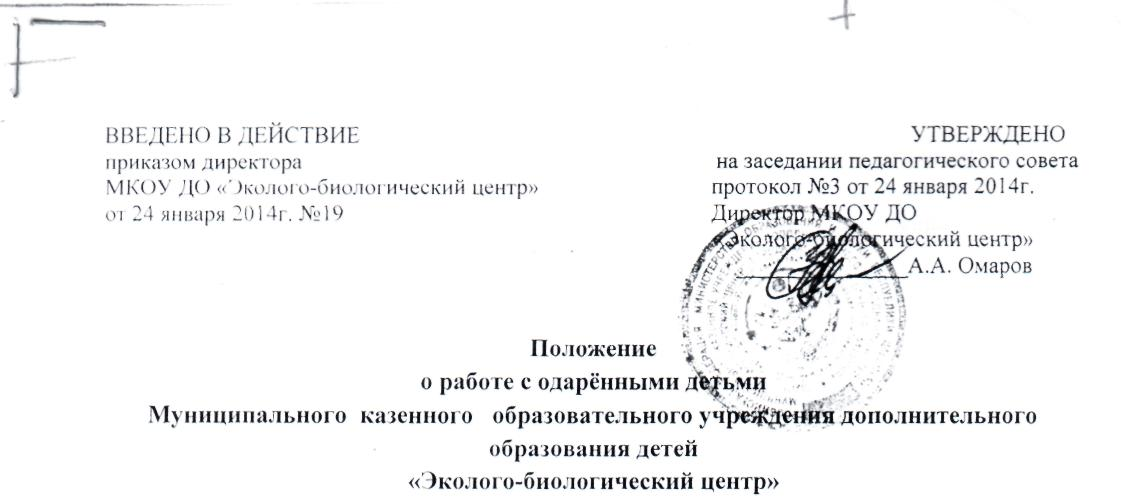 ВВЕДЕНО В ДЕЙСТВИЕ
приказом директора
МКОУ ДО «Эколого-биологический центр»
от 24 января 2014г. №19
УТВЕРЖДЕНО
на заседании педагогического совета
протокол №3 от 24 января 2014г.
Директор МКОУ ДО
«Эколого-биологический центр»
А.А. Омаров
Положение
о работе с одарёнными детьми
Муниципального казенного образовательного учреждения дополнительного
образования детей
«Эколого-биологический центр»